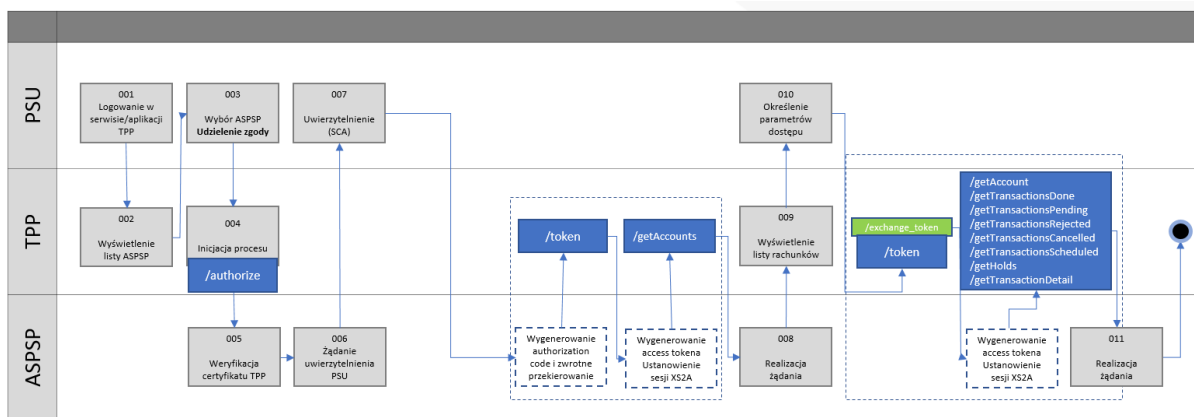 PSU
001
Logowanie w
serwisie/aplikacji
TPP
003
Wybór ASPSP
Udzielenie zgody
007
Uwierzytelnienie
(SCA)
010
Określenie
parametrów
dostępu
TPP
002
Wyświetlenie
listy ASPSP
004
Inicjacja procesu
/authorize
/token
/getAccounts
009
Wyświetlenie
listy rachunków
/exchange_token
/token
/getAccount
/getTransactionsDone
/getTransactionsPending
/getTransactionsRejected
/getTransactionsCancelled
/getTransactionsScheduled
/getHolds
/getTransactionDetail
ASPSP
005
Weryfikacja
certyfikatu TPP
006
Żądanie
uwierzytelnienia
PSU
Wygenerowanie
authorization
code i zwrotne
przekierowanie
Wygenerowanie
access tokena
Ustanowienie
sesji XS2A
008
Realizacja
żądania
Wygenerowanie
access tokena
Ustanowienie
sesji XS2A
011
Realizacja
żądania